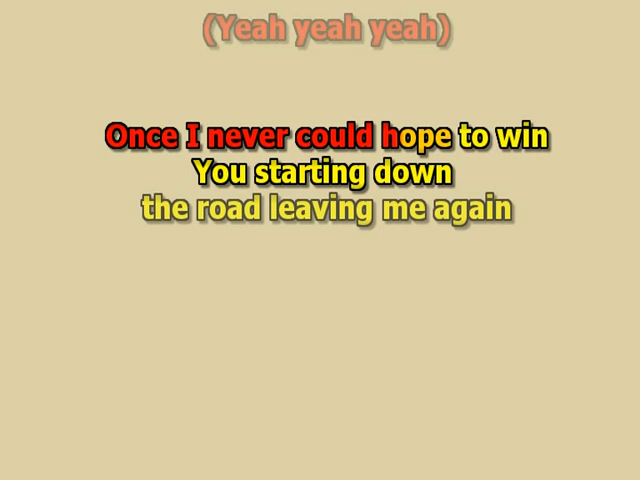 (Yeah yeah yeah)
Once I never could hope to win
You starting down
the road leaving me again